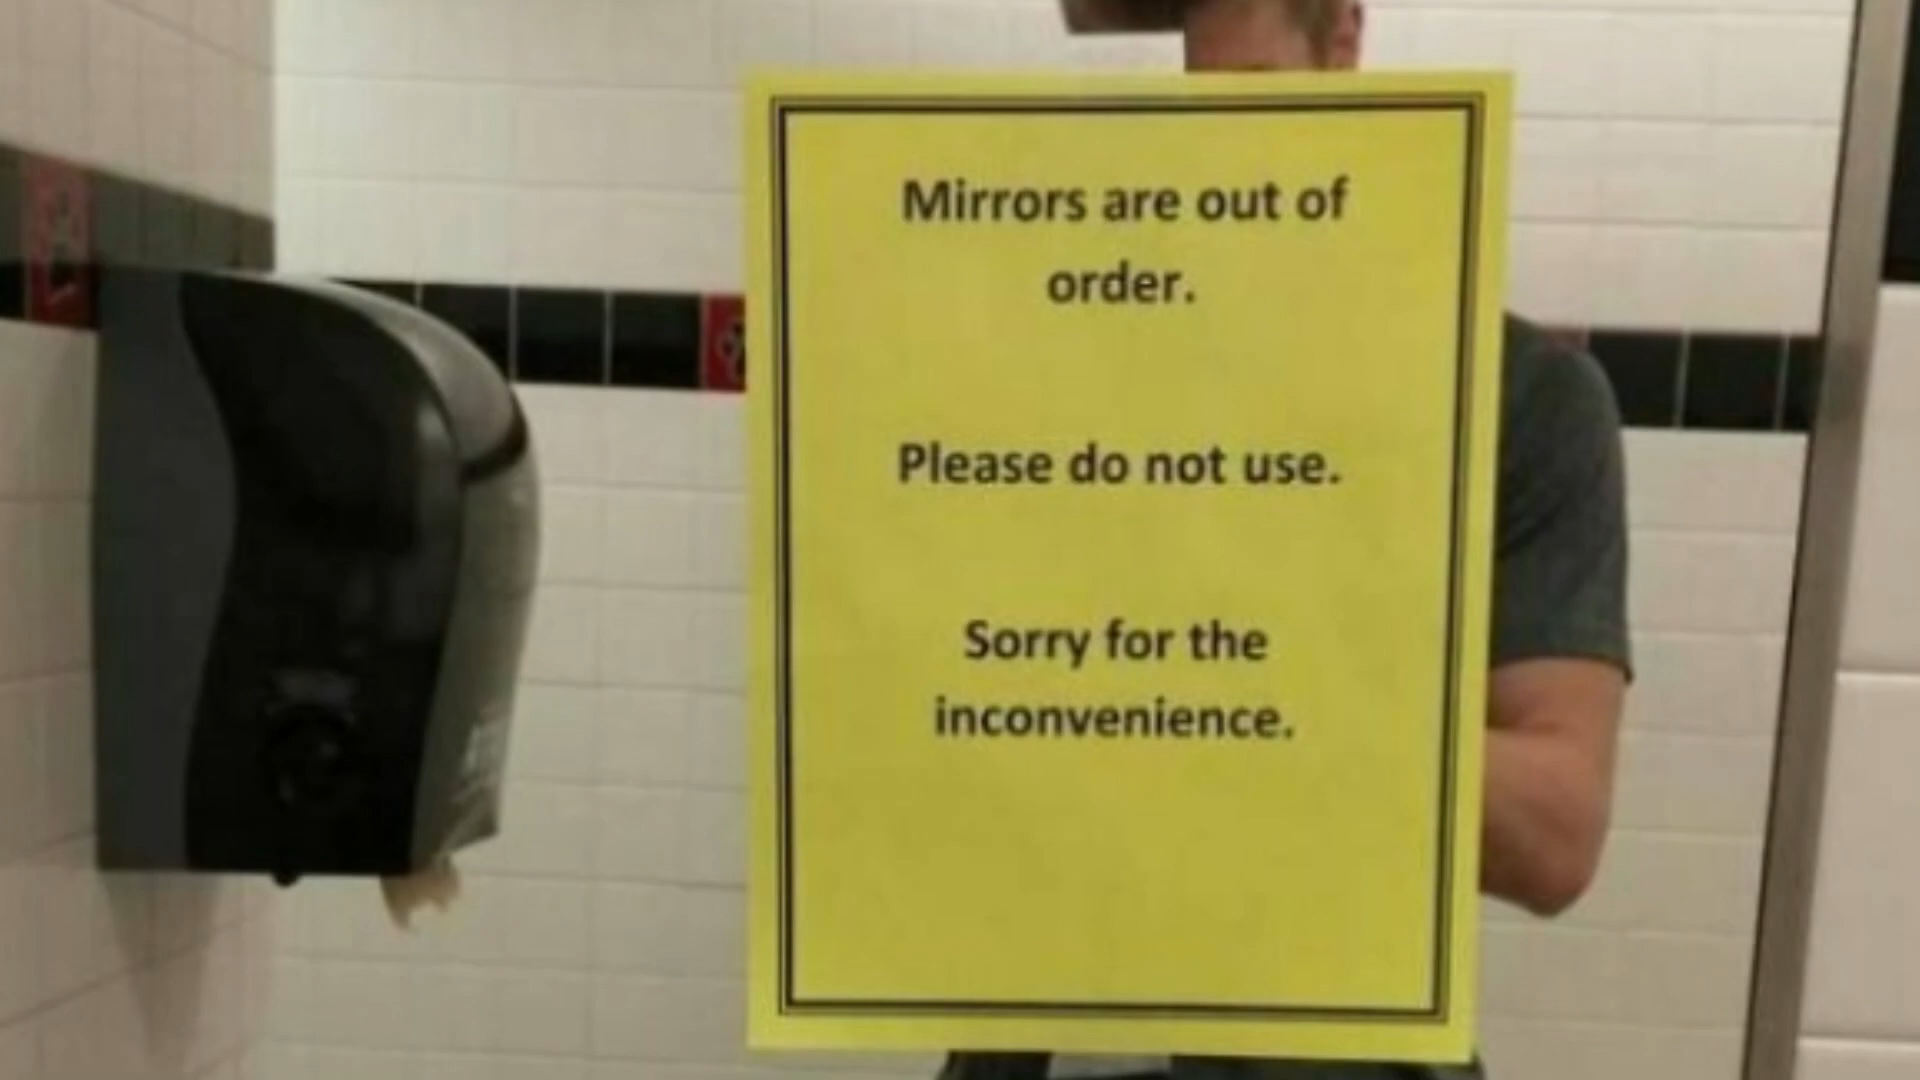 Mirrors are out of
order.
Please do not use.
Sorry for the
inconvenience.